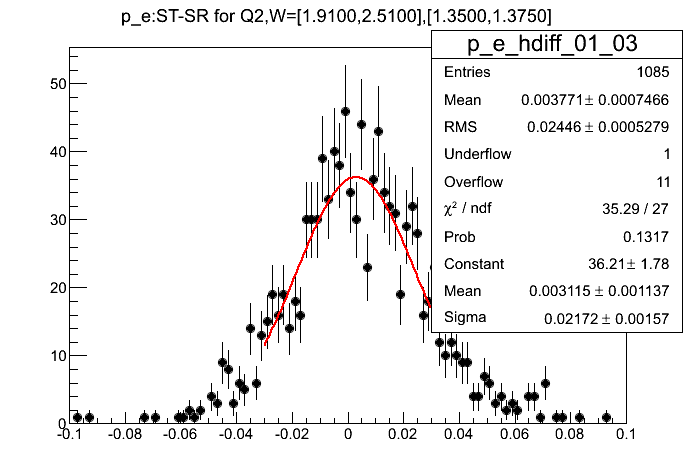 p_e:ST-SR for Q2,W=[1.9100,2.5100],[1.3500,1.3750]
p_e_hdiff_01_03
Entries 1085
Mean 0.003771± 0.0007466
RMS 0.02446± 0.0005279
Underflow 1
Overflow 11
χ² / ndf 35.29 / 27
Prob 0.1317
Constant 36.21± 1.78
Mean 0.003115 ± 0.001137
Sigma 0.02172 ± 0.00157
50
40
30
20
10
0
-0.1 -0.08 -0.06 -0.04 -0.02 0 0.02 0.04 0.06 0.08 0.1